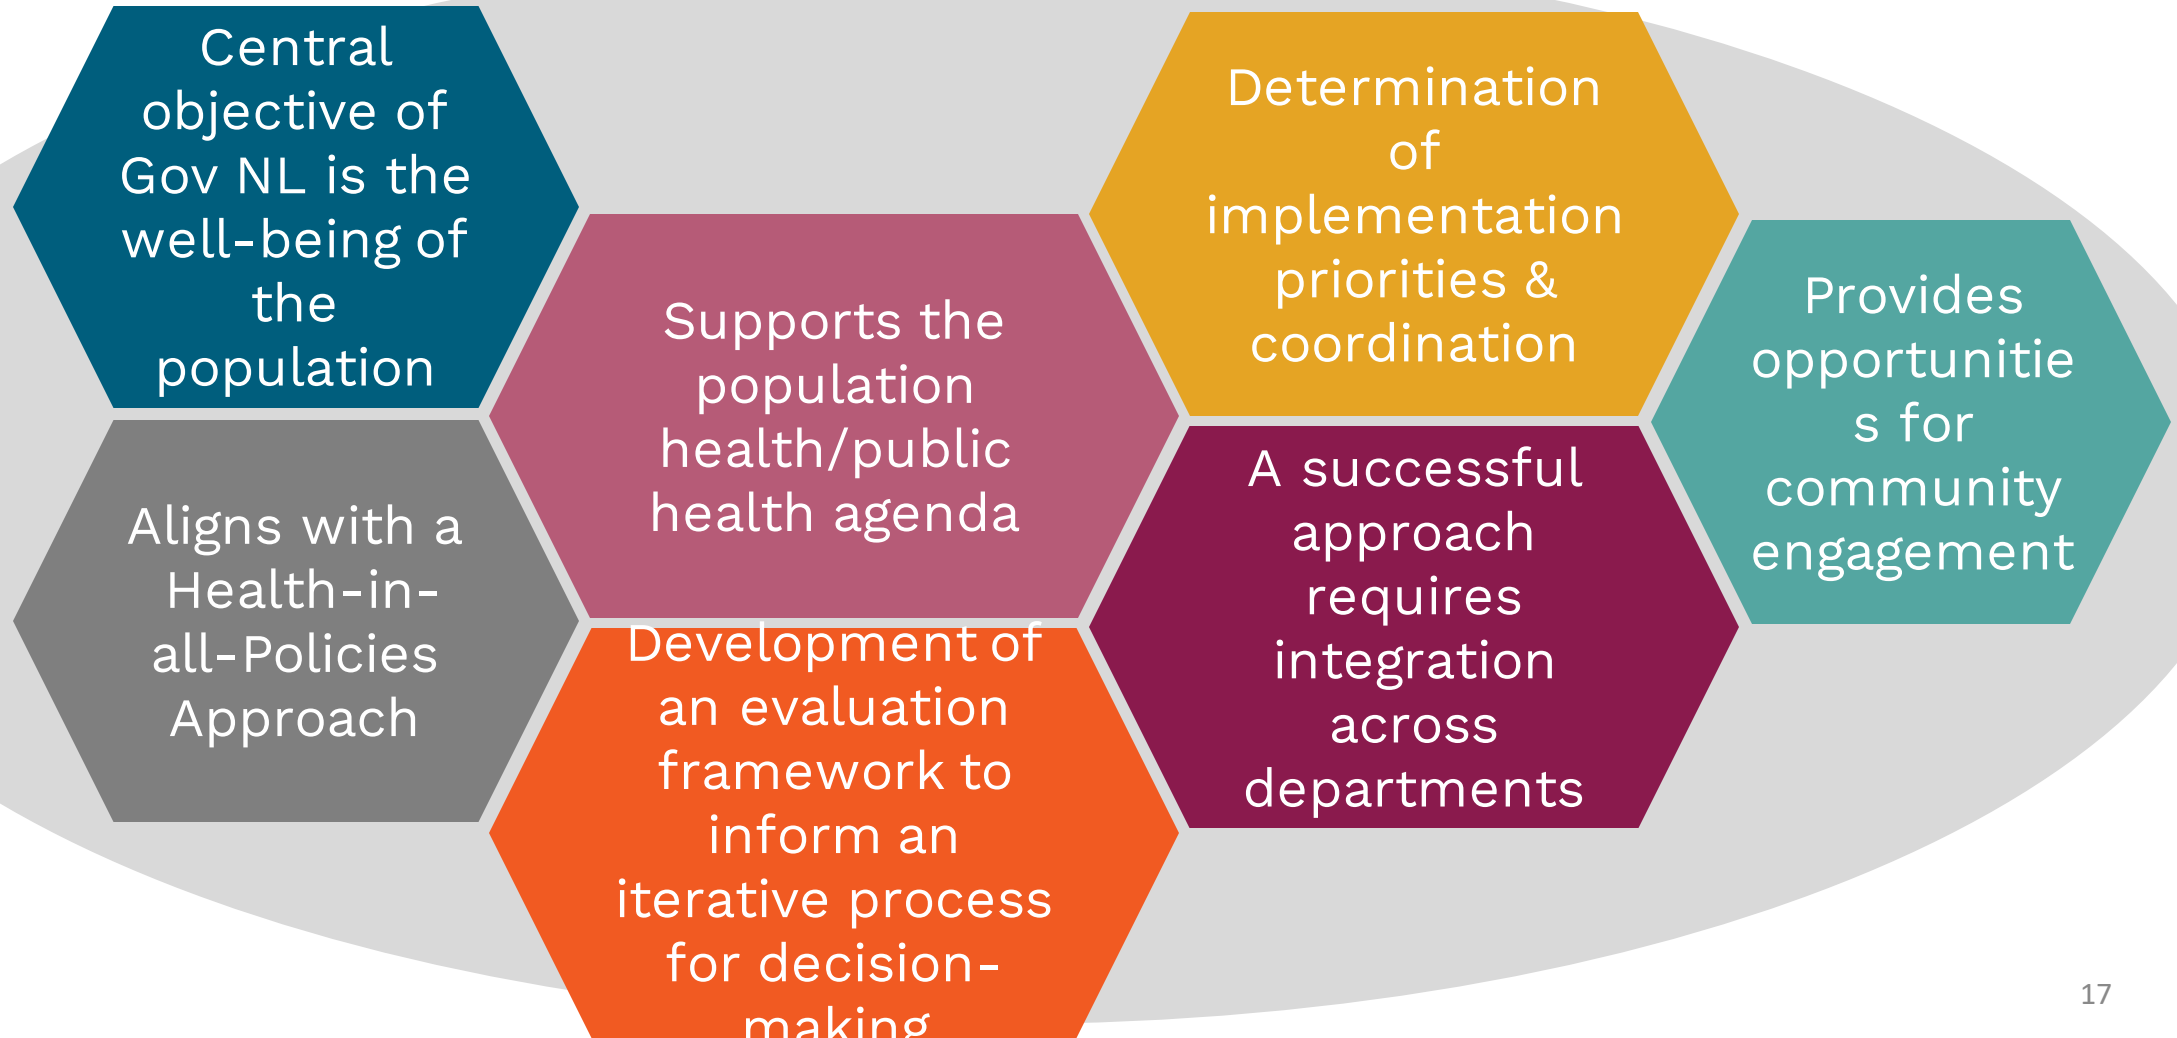 Central
objective of
Gov NL is the
well-being of
the
population
Aligns with a
Health-in-
all-Policies
Approach
Supports the
population
health/public
health agenda
Development of
an evaluation
framework to
inform an
iterative process
for decision-
making
Determination
of
implementation
priorities &
coordination
A successful
approach
requires
integration
across
departments
Provides
opportunitie
s for
community
engagement
17